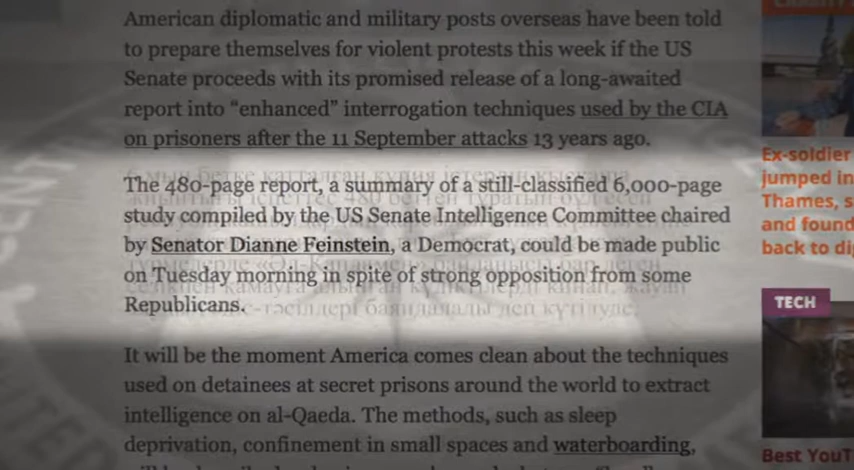 American diplomatic and military posts overseas have been told
to prepare themselves for violent protests this week if the US
Senate proceeds with its promised release of a long-awaited
report into “enhanced” interrogation techniques used by the CIA
on prisoners after the 11 September attacks 13 years ago.
The 480-page report, a summary of a still-classified 6,000-page
study compiled by the US Senate Intelligence Committee chaired
by Senator Dianne Feinstein, a Democrat, could be made public
on Tuesday morning in spite of strong opposition from some
Republicans.
It will be the moment America comes clean about the techniques
used on detainees at secret prisons around the world to extract
intelligence on al-Qaeda. The methods, such as sleep
deprivation, confinement in small spaces and waterboarding,
Ex-soldier
jumped in
Thames, s
and found
back to di
TECH
Best YouT